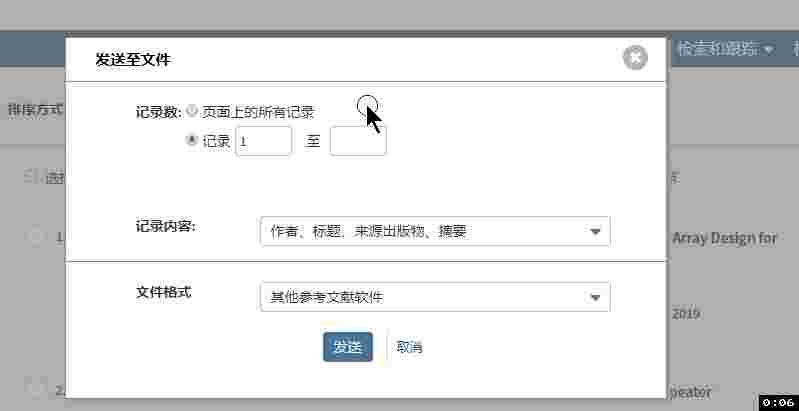 发送至文件
检索和跟踪
排序方式
记录数: 页面上的所有记录
记录 1 至
1
记录内容: 作者、标题、来源出版物、摘要
Array Design for
文件格式 其他参考文献软件
2019
发送 取消
2.
peater
0:06